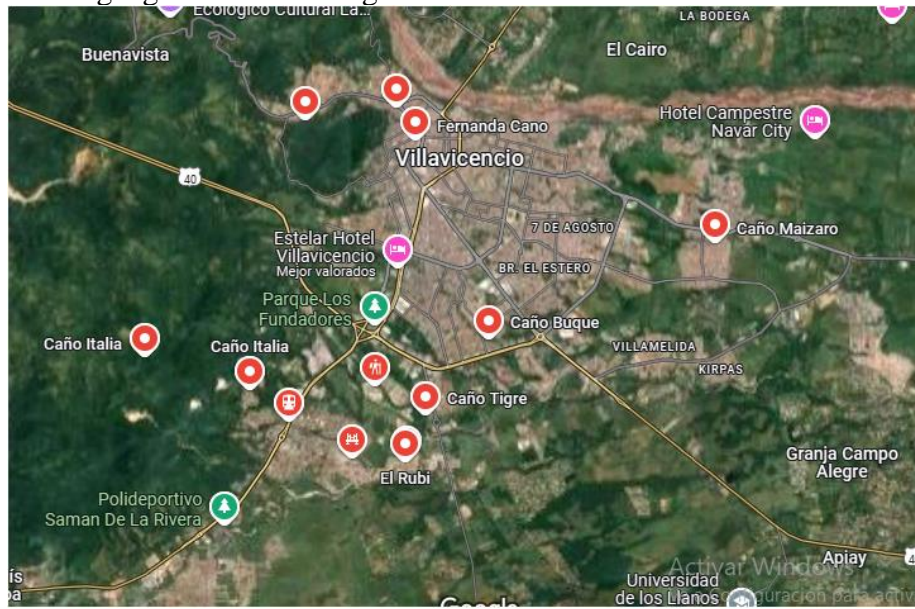 Ecológico Cultural La...
LA BODEGA
Buenavista
El Cairo
Hotel Campestre
Navar City
Fernanda Cano
Villavicencio
40
7 DE AGOSTO
Caño Maizaro
Estelar Hotel
Villavicencio
Mejor valorados
BR. EL ESTERO
Parque Los
Fundadores
Caño Buque
Caño Italia
Caño Italia
VILLAMELIDA
KIRPAS
Caño Tigre
El Rubi
Granja Campo
Alegre
Polideportivo
Saman De La Rivera
Activar Windows
Apiay
Universidad
de los Llanos
Google